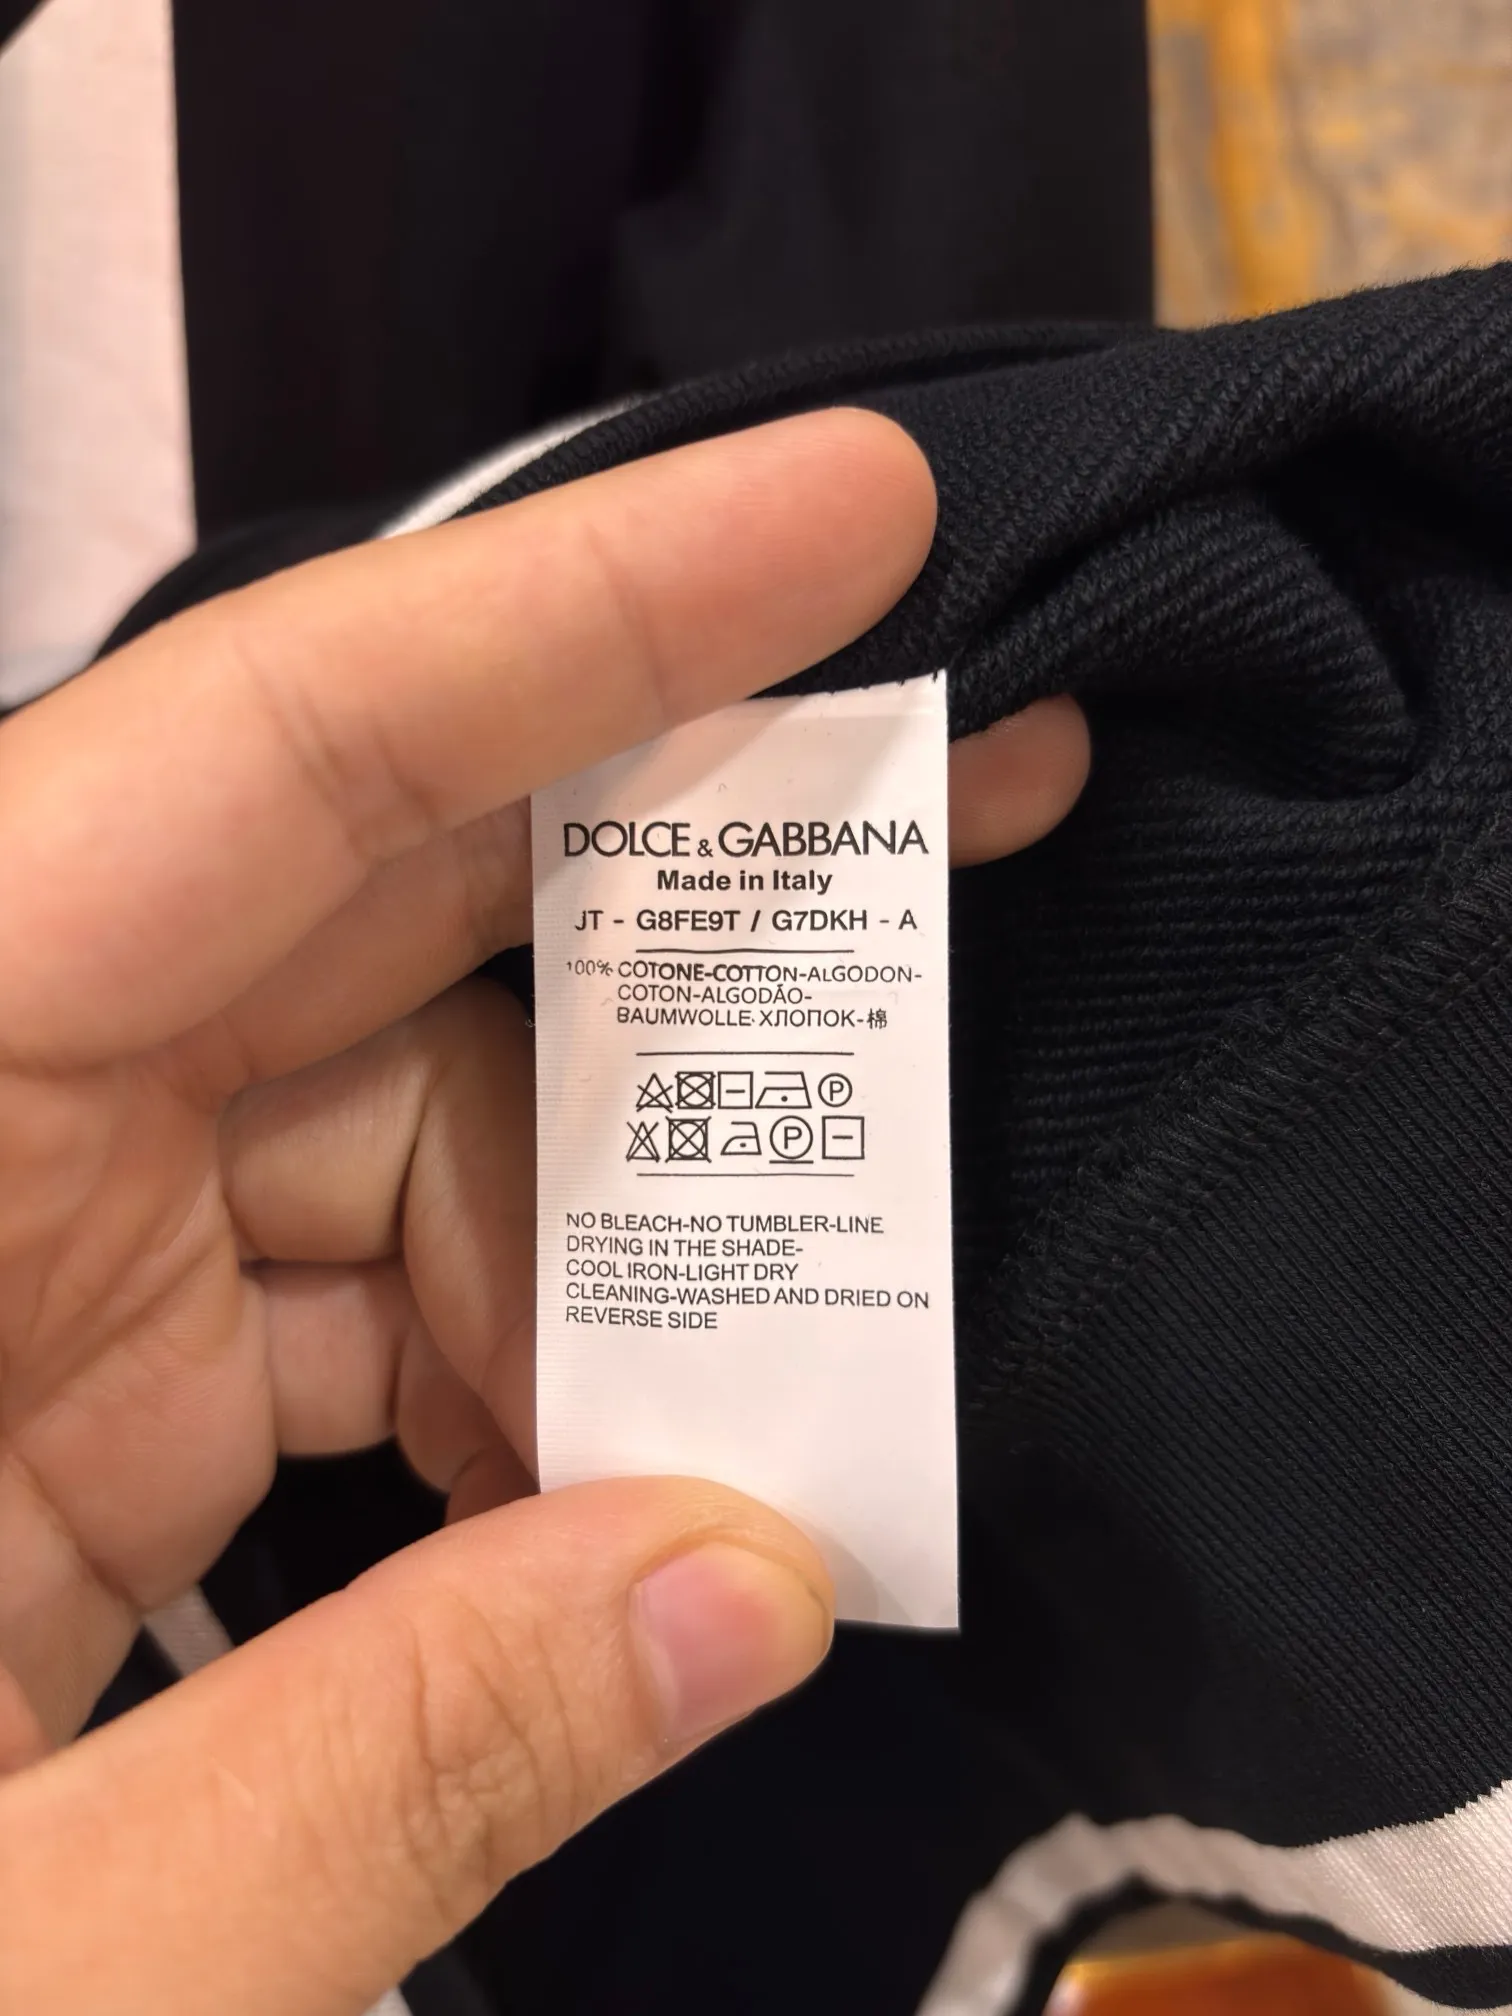 DOLCE & GABBANA
Made in Italy
JT - G8FE9T / G7DKH - A
100% COTONE-COTTON-ALGODON-
COTON-ALGODÃO-
BAUMWOLLE-ХЛОПОК-棉
P
P
NO BLEACH-NO TUMBLER-LINE
DRYING IN THE SHADE-
COOL IRON-LIGHT DRY
CLEANING-WASHED AND DRIED ON
REVERSE SIDE